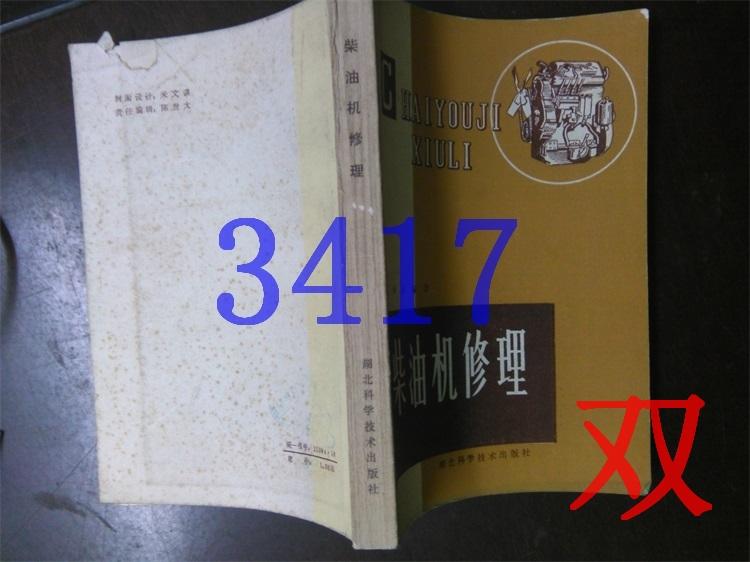 封面设计：米文谋
责任编辑：陈世大
柴油机修理
湖北科学技术出版社
CHAIYOUJI
XIULI
3417
柴油机修理
湖北科学技术出版社
双